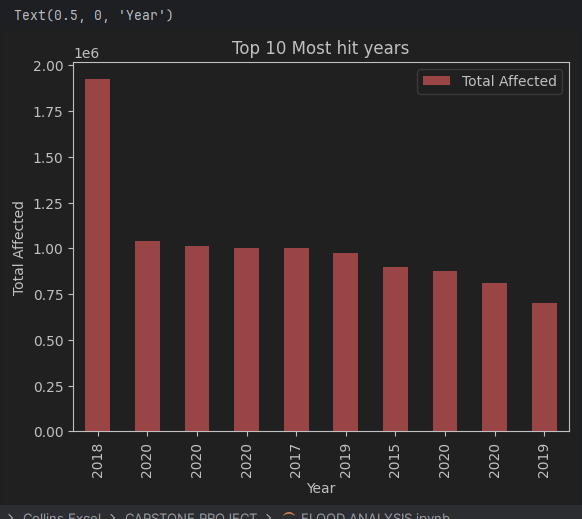 Text(0.5, 0, 'Year')
Top 10 Most hit years
1e6
Total Affected
2.00
1.75
1.50
1.25
1.00
0.75
0.50
0.25
0.00
Total Affected
2018 2020 2020 2020 2017 2019 2015 2020 2020 2019
Year
> Collins Excel > CAPSTONE PROJECT > FLOOD ANALYSIS.ipynb